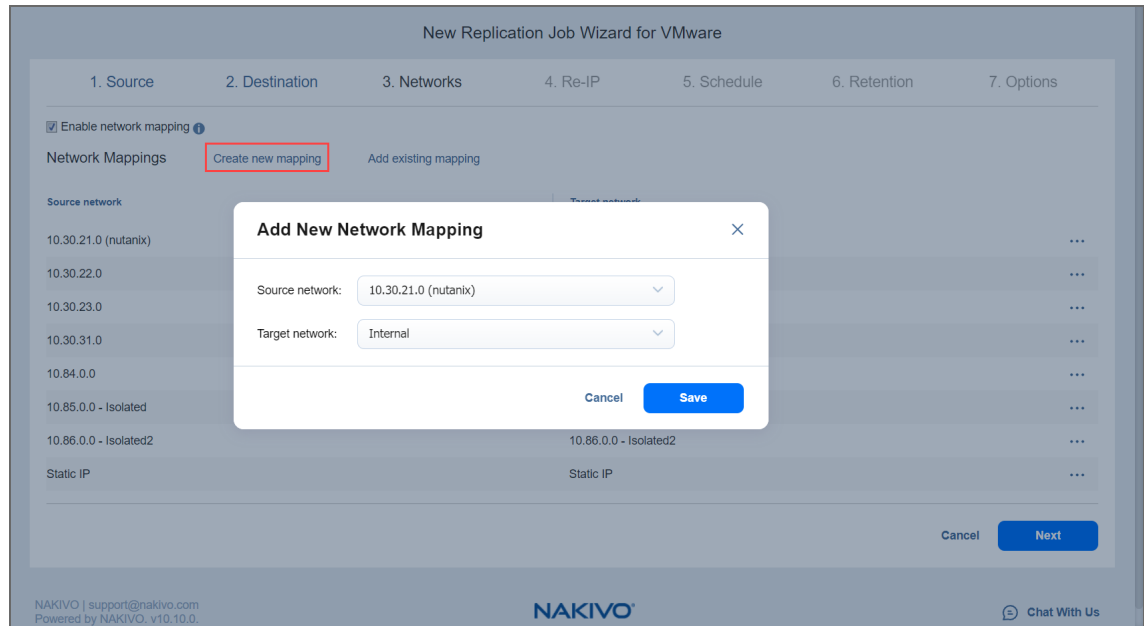 New Replication Job Wizard for VMware
1. Source 2. Destination 3. Networks 4. Re-IP 5. Schedule 6. Retention 7. Options
Enable network mapping
Network Mappings Create new mapping Add existing mapping
Source network Target network
Add New Network Mapping
10.30.21.0 (nutanix)
10.30.22.0
Source network: 10.30.21.0 (nutanix)
10.30.23.0
Target network: Internal
10.30.31.0
10.84.0.0
Cancel Save
10.85.0.0 - Isolated
10.86.0.0 - Isolated2 10.86.0.0 - Isolated2
Static IP Static IP
Cancel Next
NAKIVO | support@nakivo.com
Powered by NAKIVO. v10.10.0.
NAKIVO®
Chat With Us